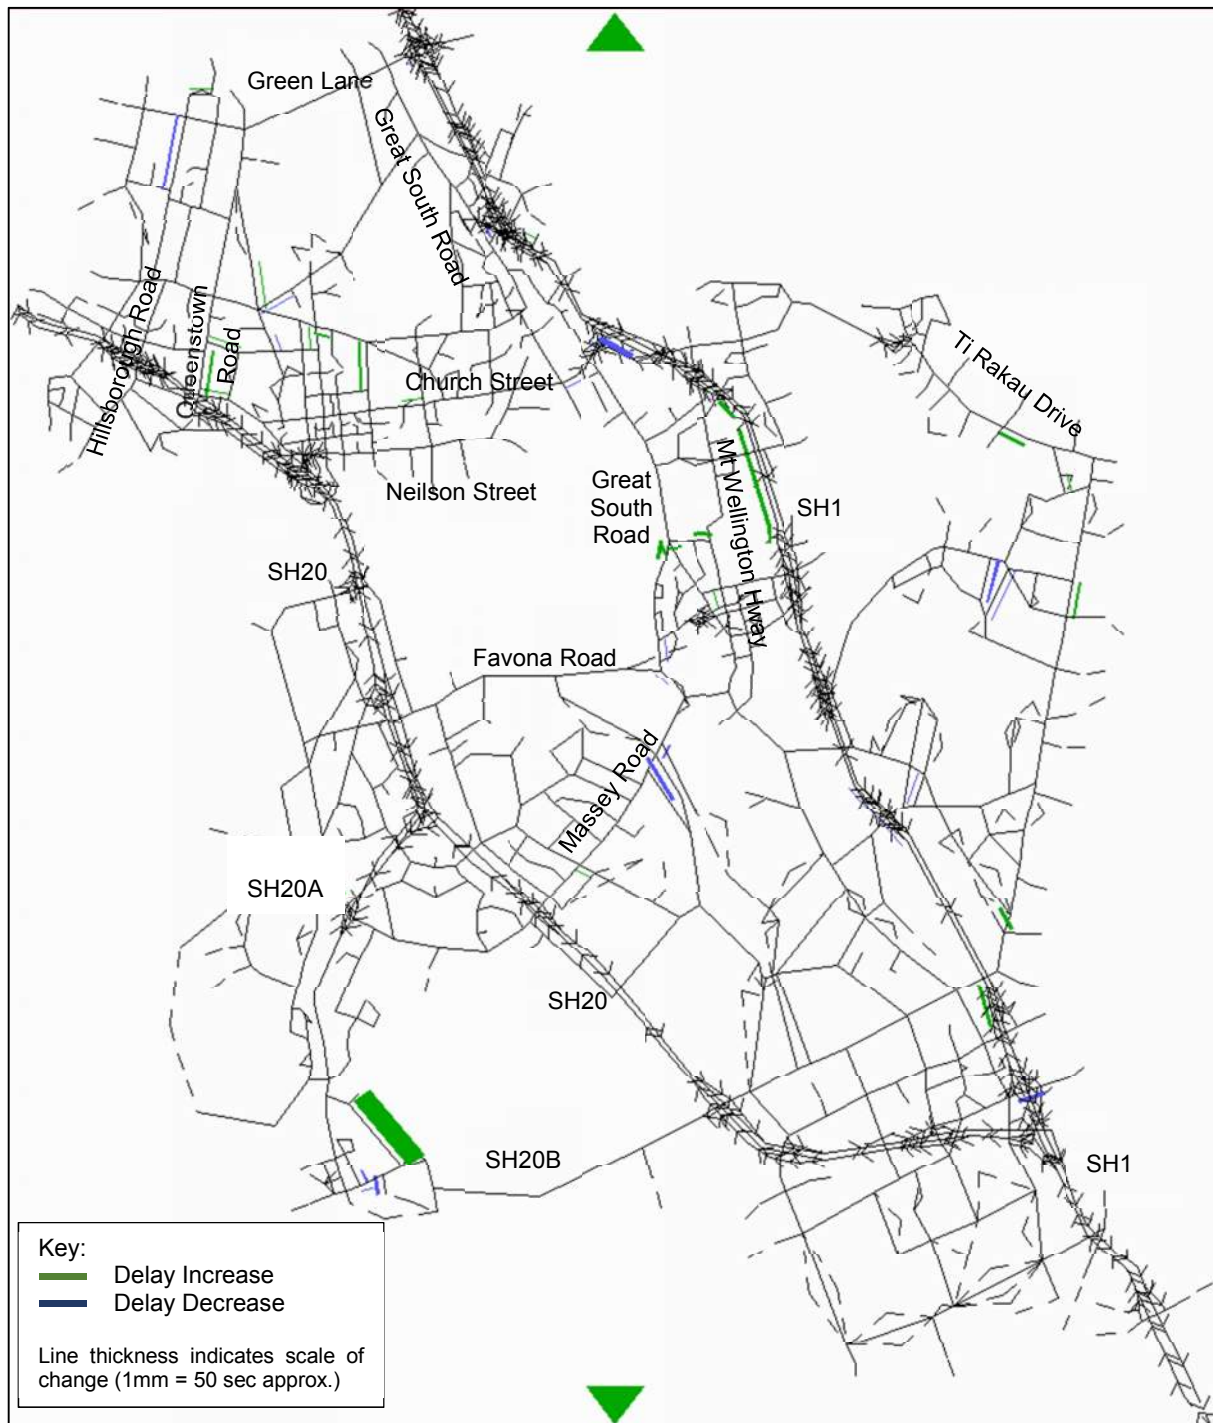 Green Lane
Great South Road
Hillsborough Road
Queenstown
Road
Church Street
Ti Rakau Drive
Neilson Street
Great
South
Road
Mt Wellington Hway
SH1
SH20
Favona Road
Massey Road
SH20A
SH20
SH20B
SH1
Key:
Delay Increase
Delay Decrease
Line thickness indicates scale of
change (1mm = 50 sec approx.)